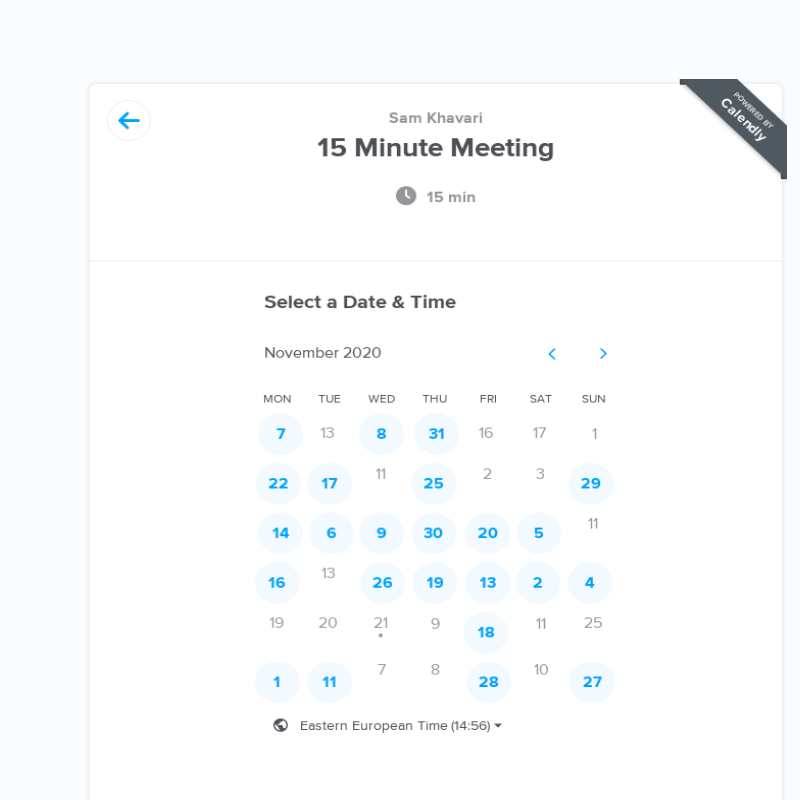 POWERED BY
Calendly
Sam Khavari
15 Minute Meeting
15 min
Select a Date & Time
November 2020
MON TUE WED THU FRI SAT SUN
7 13 8 31 16 17 1
22 17 11 25 2 3 29
14 6 9 30 20 5 11
16 13 26 19 13 2 4
19 20 21 9 18 11 25
1 11 7 8 28 10 27
Eastern European Time (14:56)